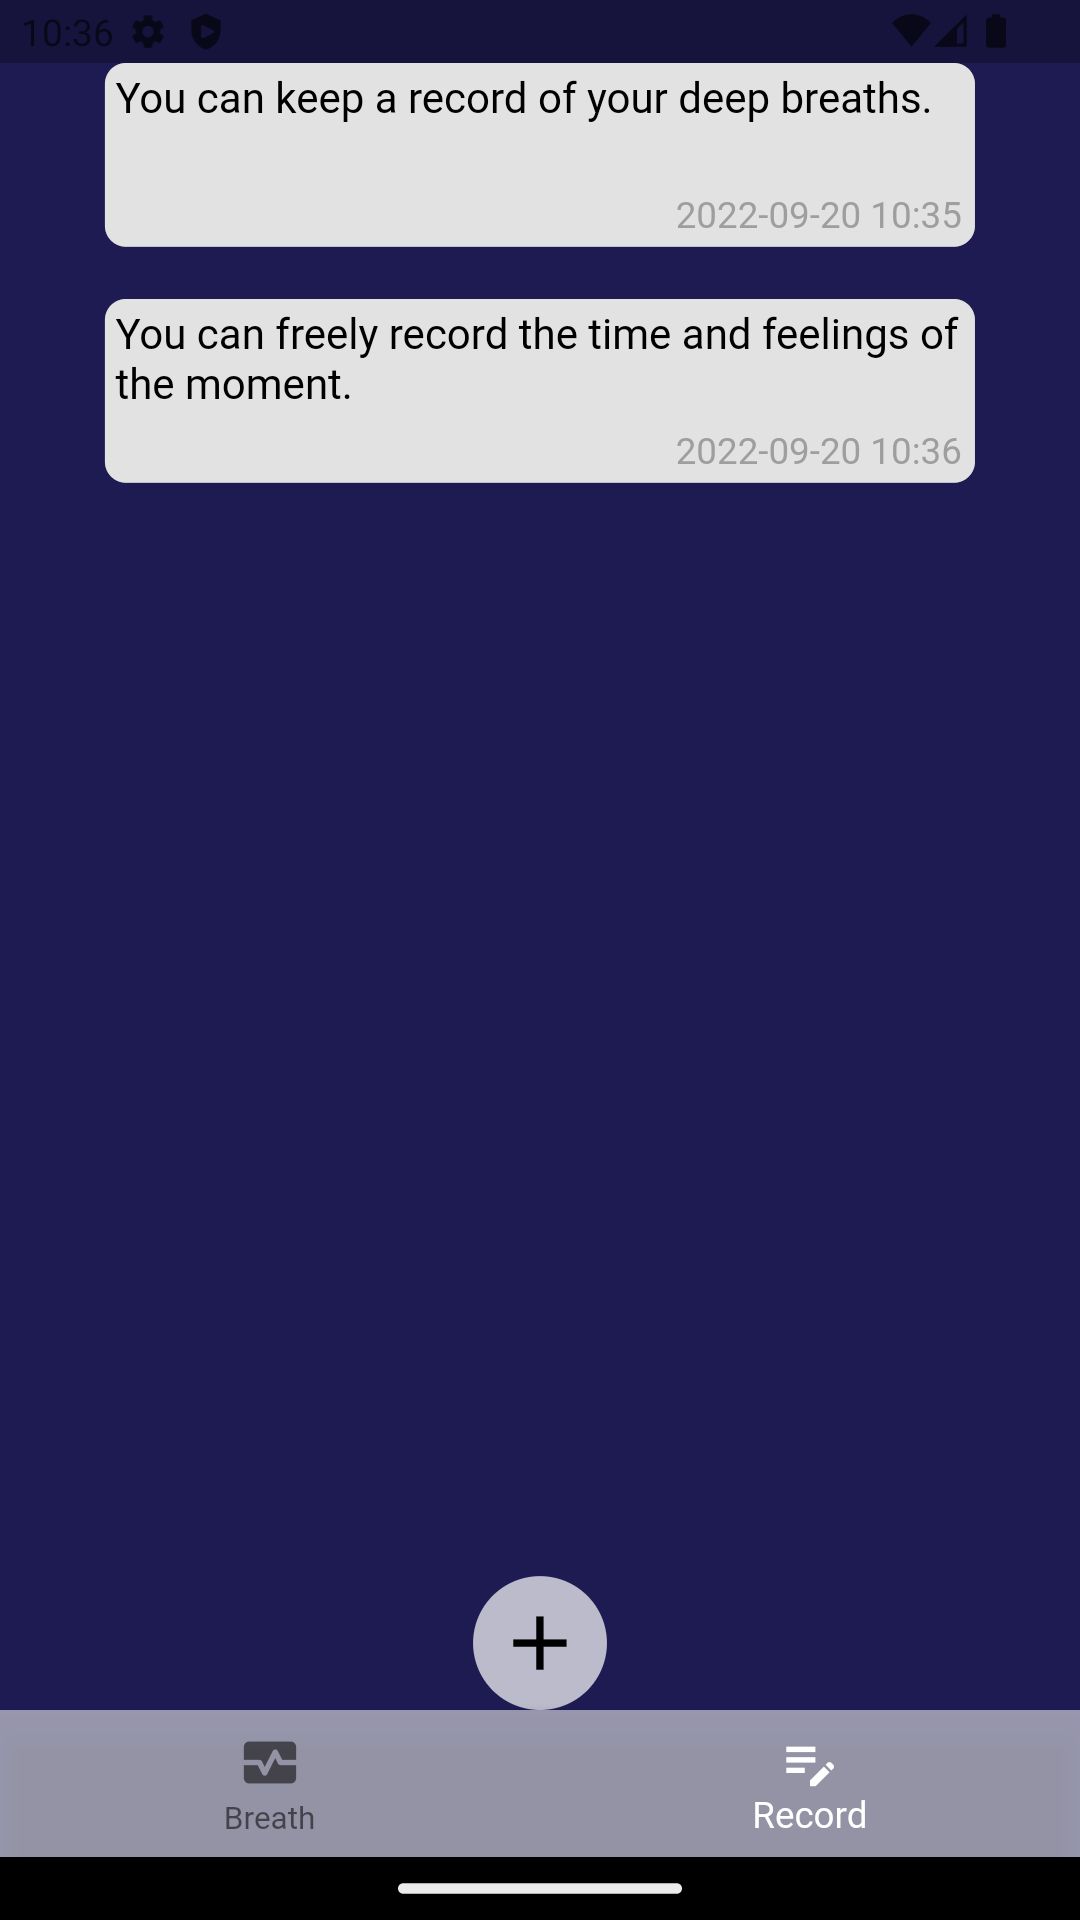 10:36
You can keep a record of your deep breaths.
2022-09-20 10:35
You can freely record the time and feelings of
the moment.
2022-09-20 10:36
Breath
Record